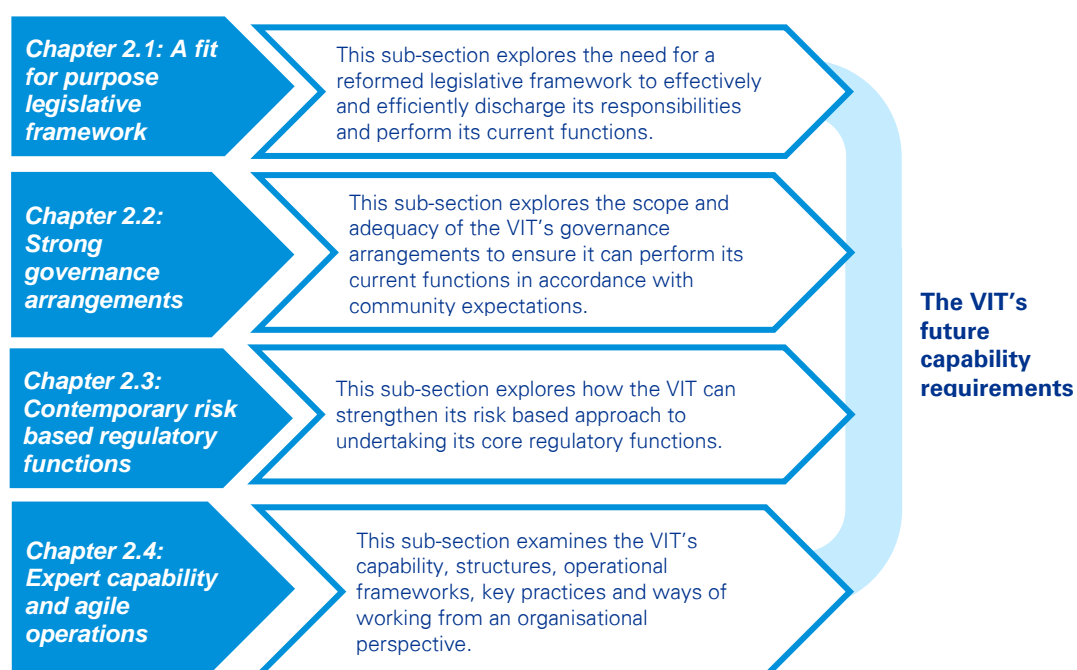 Chapter 2.1: A fit
for purpose
legislative
framework
This sub-section explores the need for a
reformed legislative framework to effectively
and efficiently discharge its responsibilities
and perform its current functions.
Chapter 2.2:
Strong
governance
arrangements
This sub-section explores the scope and
adequacy of the VIT's governance
arrangements to ensure it can perform its
current functions in accordance with
community expectations.
Chapter 2.3:
Contemporary risk
based regulatory
functions
This sub-section explores how the VIT can
strengthen its risk based approach to
undertaking its core regulatory functions.
Chapter 2.4:
Expert capability
and agile
operations
This sub-section examines the VIT's
capability, structures, operational
frameworks, key practices and ways of
working from an organisational
perspective.
The VIT's
future
capability
requirements